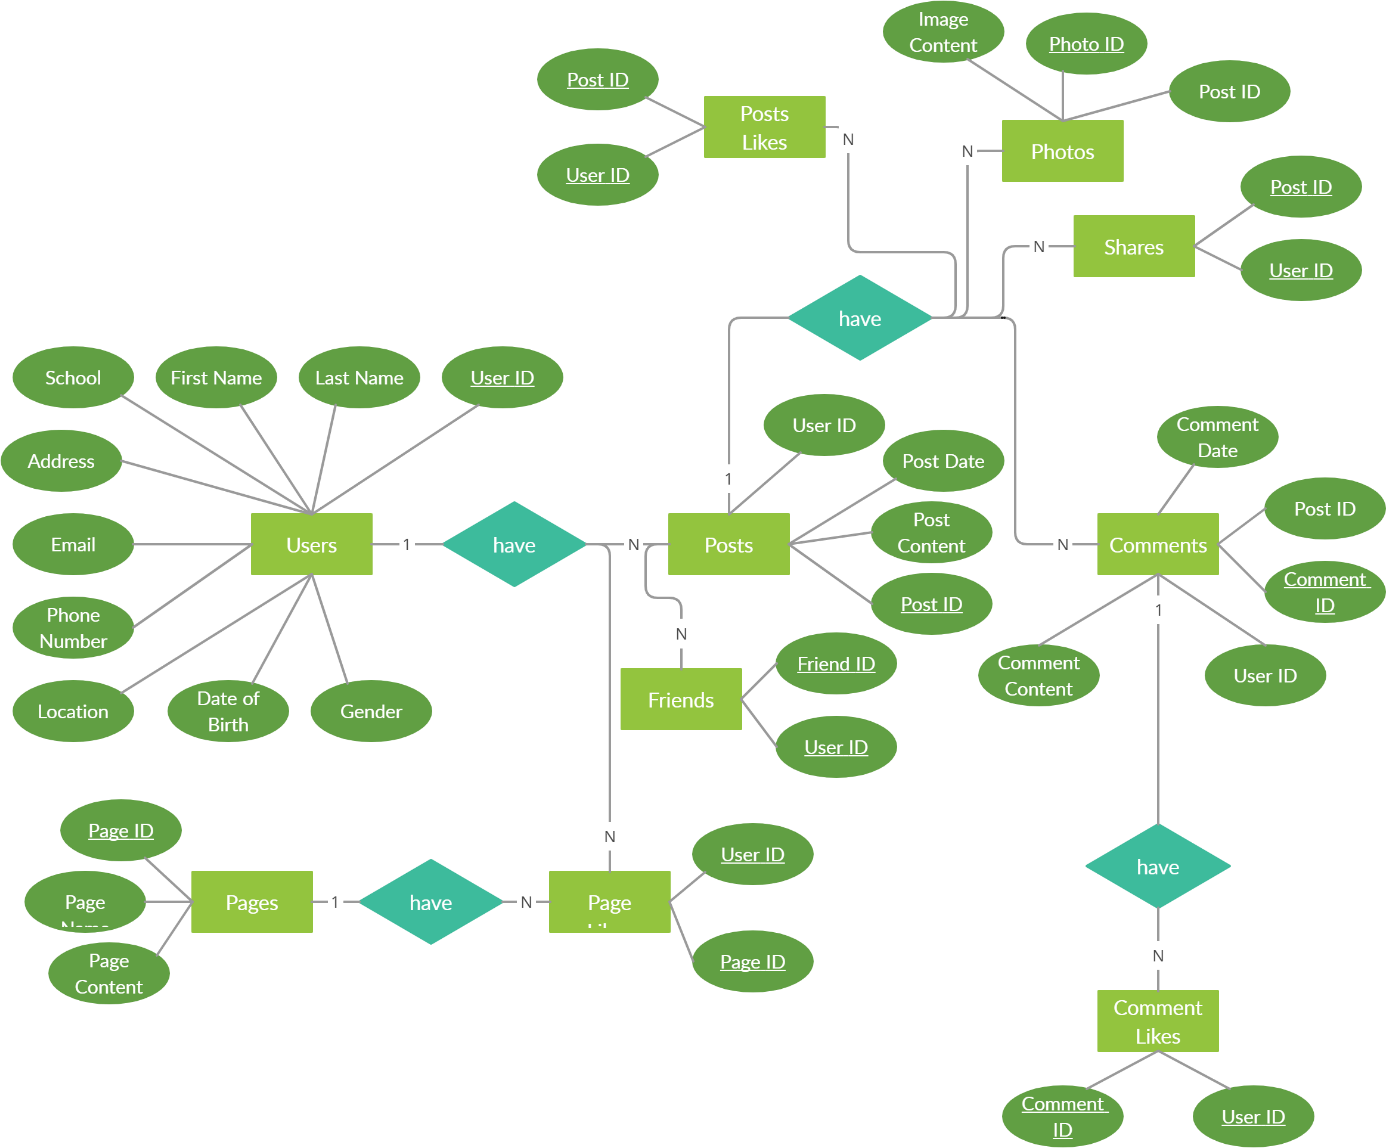 Image
Content
Photo ID
Post ID
Post ID
Posts
Likes
N
N
Photos
User ID
Post ID
N
Shares
User ID
have
School
First Name
Last Name
User ID
User ID
Comment
Date
Address
Post Date
1
Post
Content
Post ID
Email
Users
1
have
N
Posts
N
Comments
Comment
ID
Post ID
Phone
Number
N
1
Friend ID
Comment
Content
User ID
Location
Date of
Birth
Gender
Friends
User ID
Page ID
N
User ID
have
Page
Name
Pages
1
have
N
Page
Page
Content
Page ID
N
Comment
Likes
Comment
ID
User ID